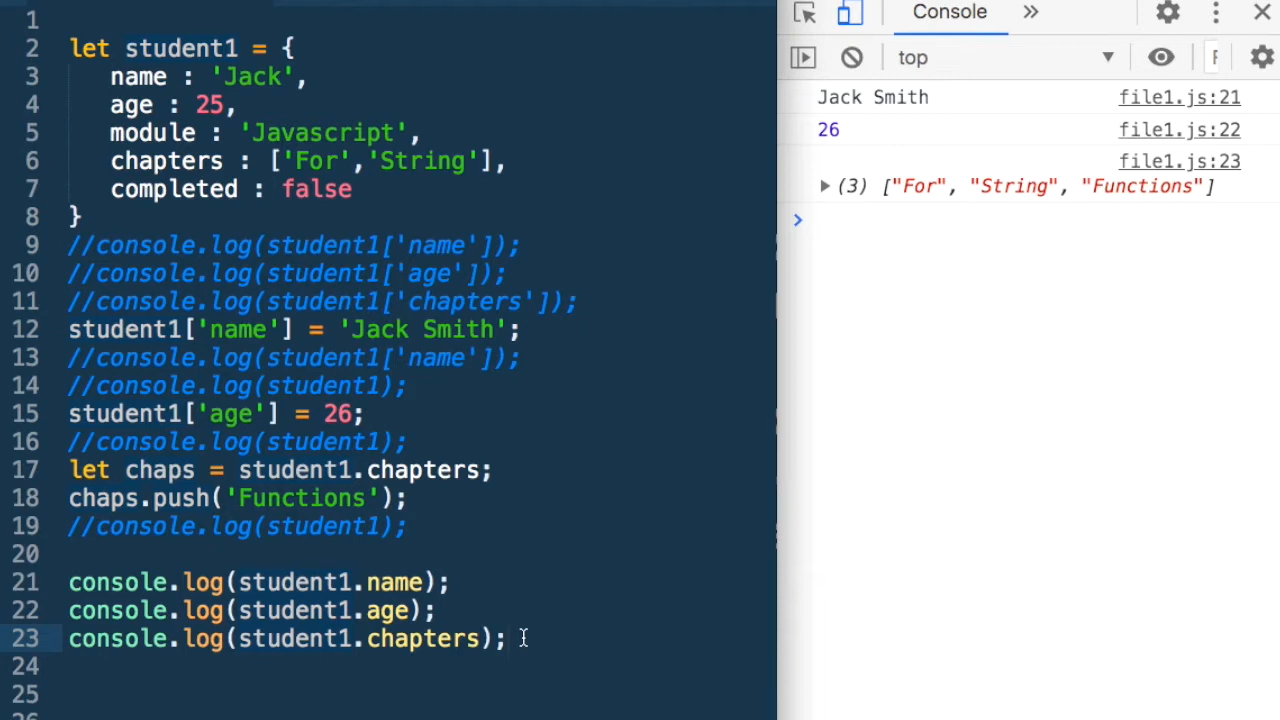 1
2 let student1 = {
3 name : 'Jack',
4 age : 25,
5 module : 'Javascript',
6 chapters : ['For','String'],
7 completed : false
8 }
9 //console.log(student1['name']);
10 //console.log(student1['age']);
11 //console.log(student1['chapters']);
12 student1['name'] = 'Jack Smith';
13 //console.log(student1['name']);
14 //console.log(student1);
15 student1['age'] = 26;
16 //console.log(student1);
17 let chaps = student1.chapters;
18 chaps.push('Functions');
19 //console.log(student1);
20
21 console.log(student1.name);
22 console.log(student1.age);
23 console.log(student1.chapters);
24
25
Console »
top
Jack Smith file1.js:21
26 file1.js:22
file1.js:23
(3) ["For", "String", "Functions"]
>